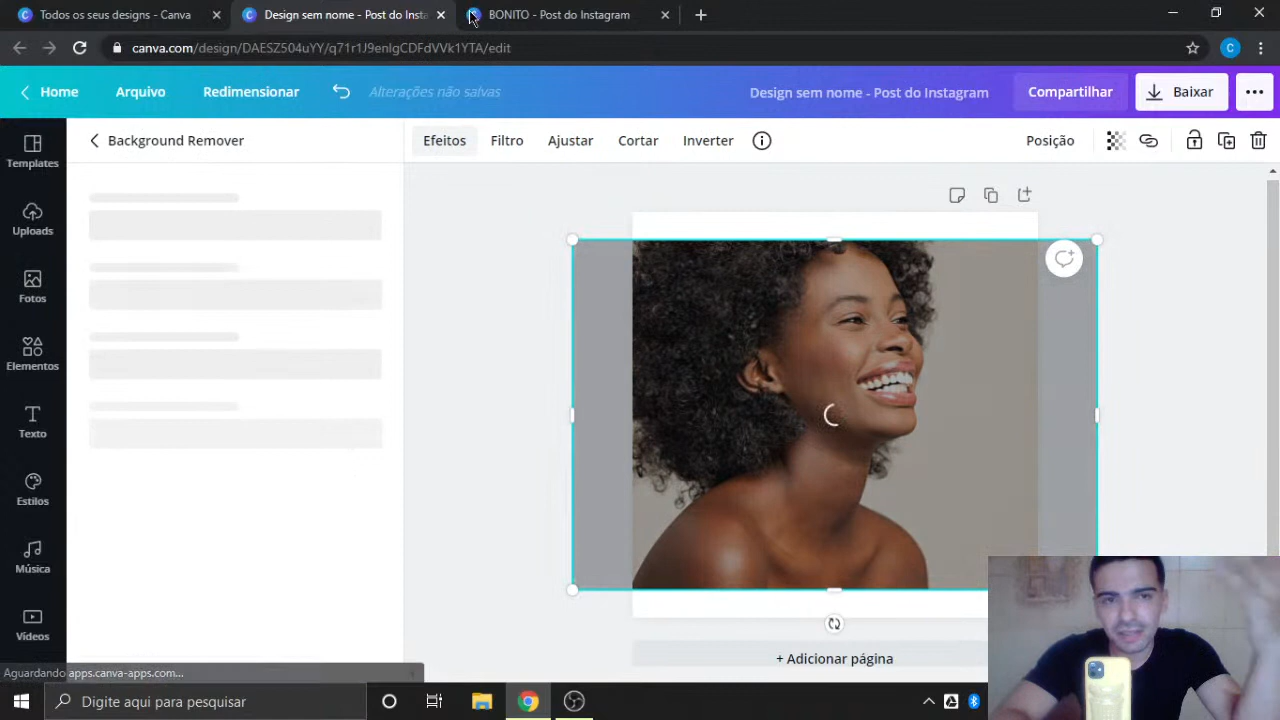 Todos os seus designs - Canva
Design sem nome - Post do Insta
BONITO - Post do Instagram
canva.com/design/DAESZ504uYY/q71r1J9enIgCDFdVVk1YTA/edit
C
Home
Arquivo
Redimensionar
Alterações não salvas
Design sem nome - Post do Instagram
Compartilhar
Baixar
Templates
Uploads
Fotos
Elementos
Texto
Estilos
Música
Vídeos
Background Remover
Efeitos
Filtro
Ajustar
Cortar
Inverter
Posição
+ Adicionar página
Aguardando apps.canva-apps.com...
Digite aqui para pesquisar